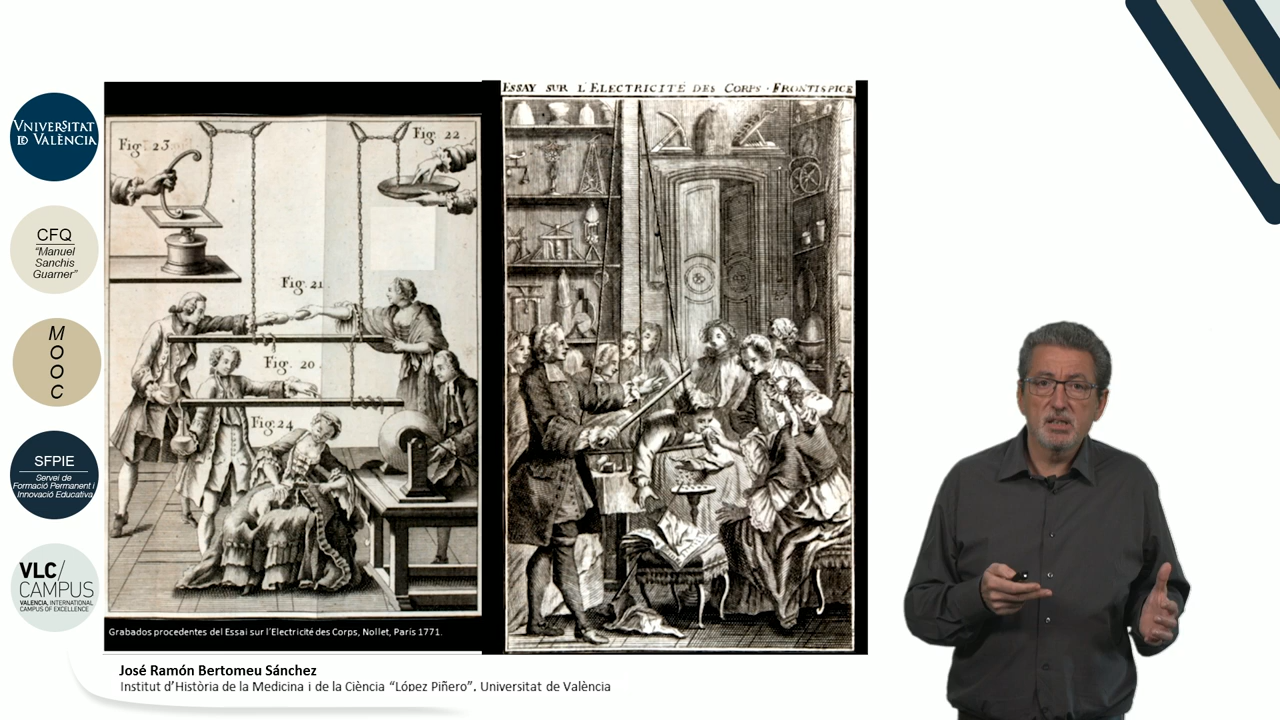 VNIVERSITAT
ID VALÈNCIA
CFQ
“Manuel
Sanchis
Guarner”
M
O
O
C
SFPIE
Servei de
Formació Permanent i
Innovació Educativa
VLC/
CAMPUS
VALENCIA, INTERNATIONAL
CAMPUS OF EXCELLENCE
Fig. 23
Fig. 22
Fig. 21
Fig. 20.
Fig. 24
ESSAY SUR L'ELECTRICITÉ DES CORPS · FRONTISPICE
Grabados procedentes del Essai sur l'Electricité des Corps, Nollet, París 1771.
José Ramón Bertomeu Sánchez
Institut d’Història de la Medicina i de la Ciència “López Piñero”. Universitat de València